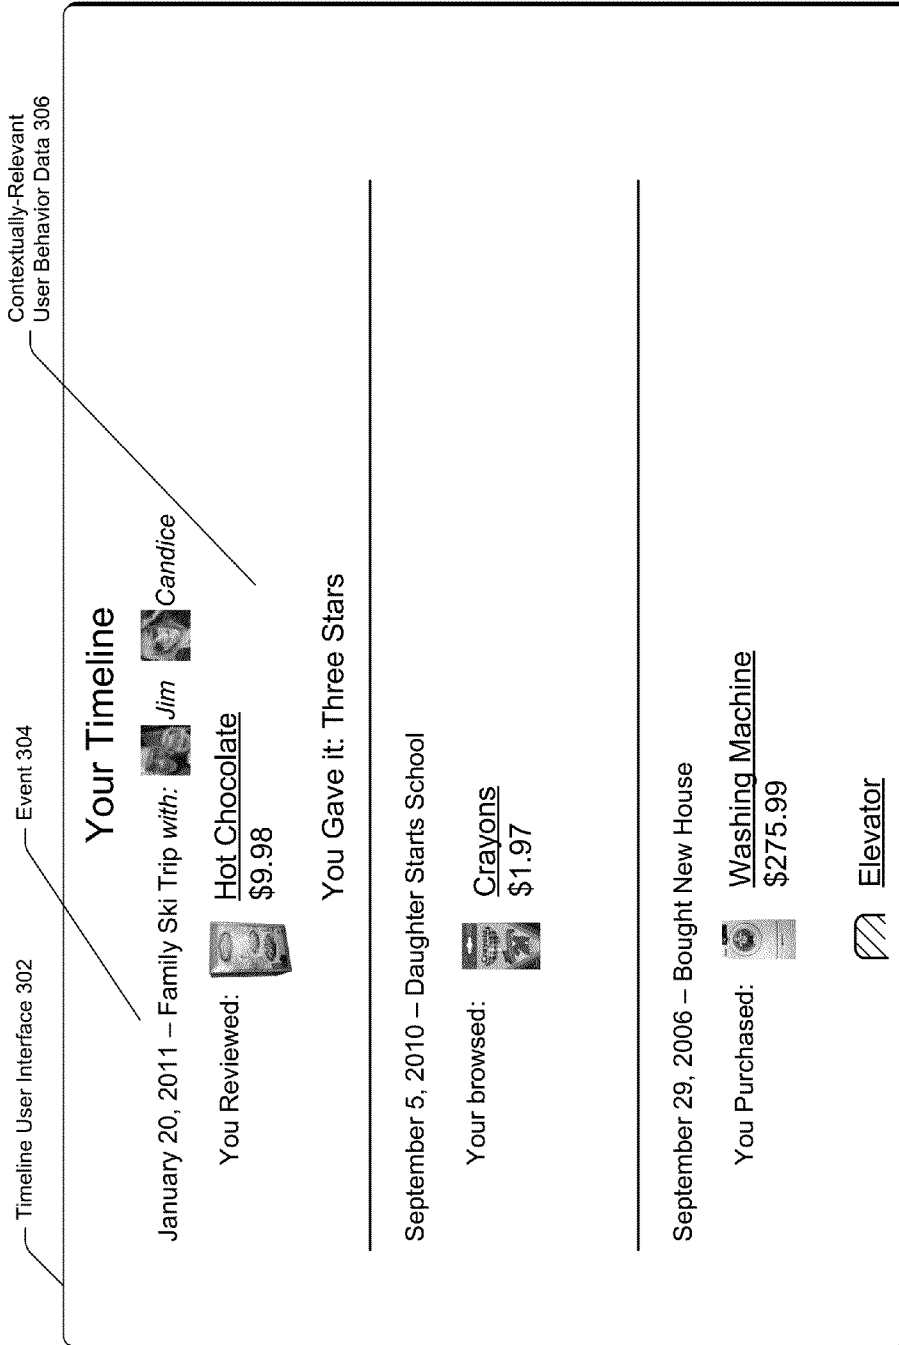 Timeline User Interface 302
Event 304
Contextually-Relevant
User Behavior Data 306
Your Timeline
January 20, 2011 – Family Ski Trip with: Jim Candice
You Reviewed:
Hot Chocolate
$9.98
You Gave it: Three Stars
September 5, 2010 – Daughter Starts School
Your browsed:
Crayons
$1.97
September 29, 2006 – Bought New House
You Purchased:
Washing Machine
$275.99
Elevator